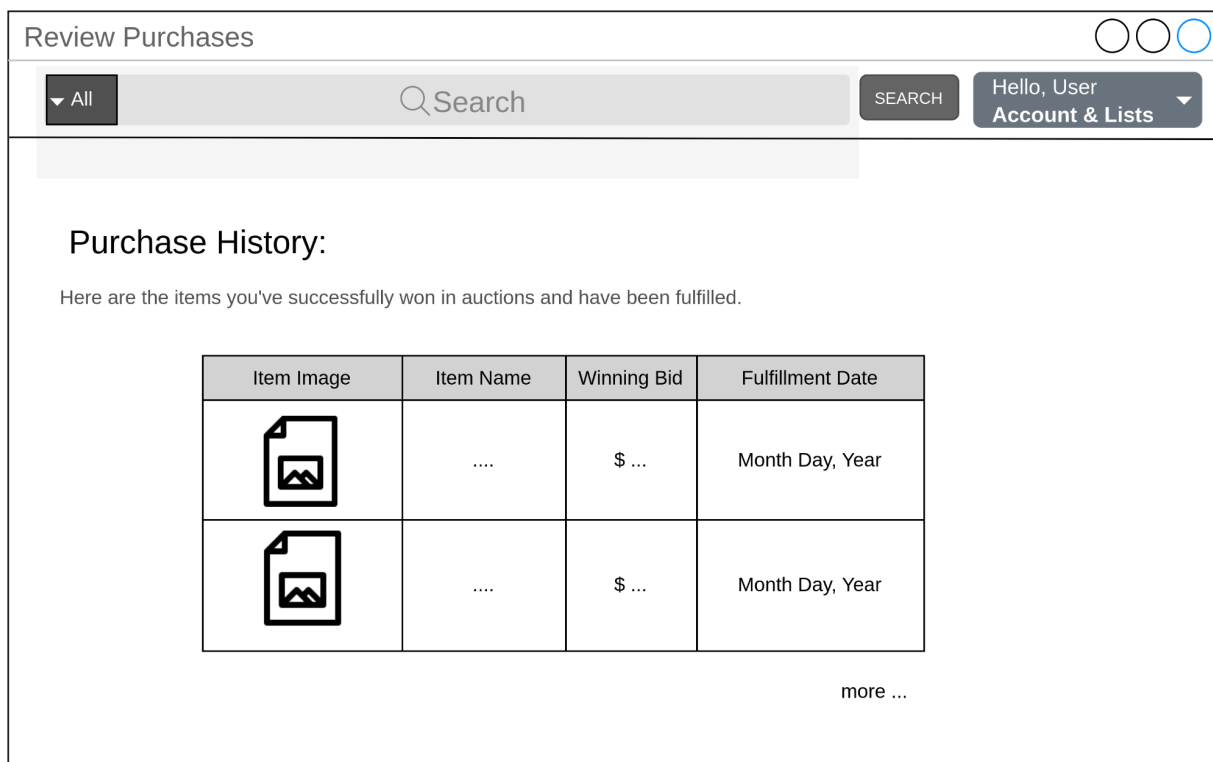 Review Purchases
All
Search
SEARCH
Hello, User
Account & Lists
Purchase History:
Here are the items you've successfully won in auctions and have been fulfilled.
Item Image Item Name Winning Bid Fulfillment Date
.... $ ... Month Day, Year
.... $ ... Month Day, Year
more ...